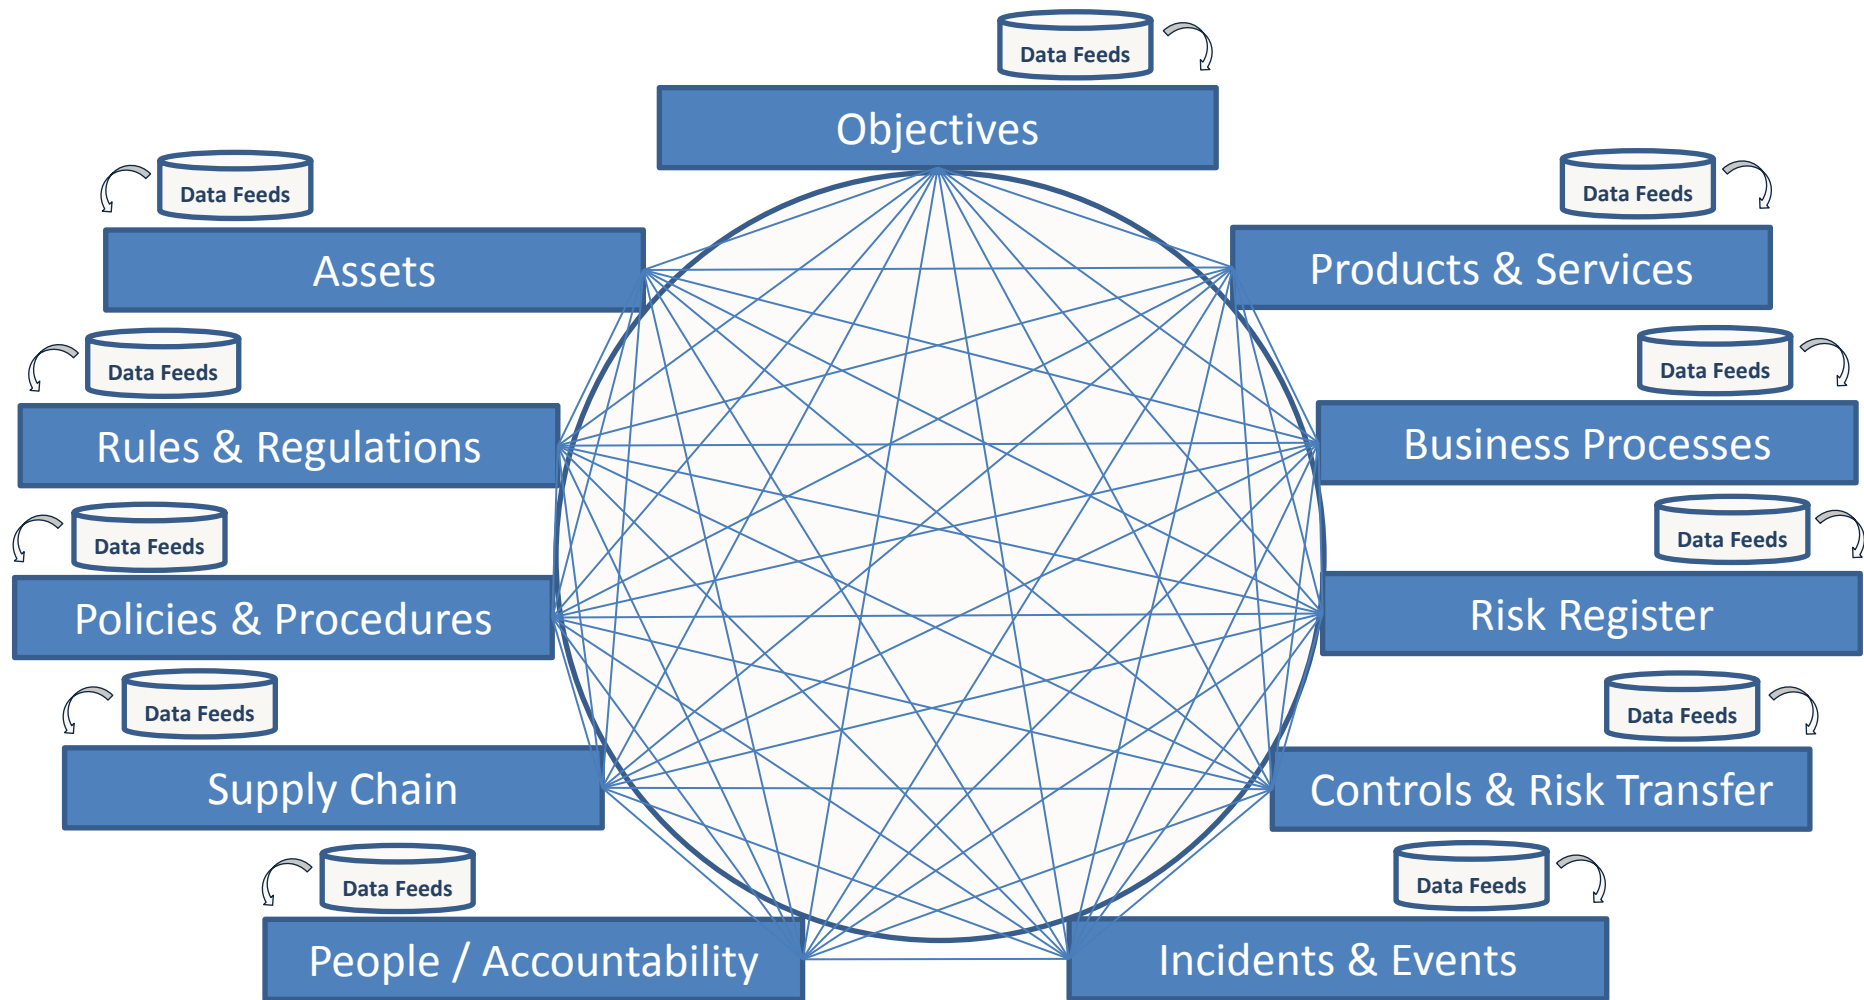 Data Feeds
Objectives
Data Feeds
Assets
Data Feeds
Products & Services
Data Feeds
Rules & Regulations
Data Feeds
Business Processes
Data Feeds
Policies & Procedures
Data Feeds
Risk Register
Data Feeds
Supply Chain
Data Feeds
Controls & Risk Transfer
Data Feeds
People / Accountability
Data Feeds
Incidents & Events